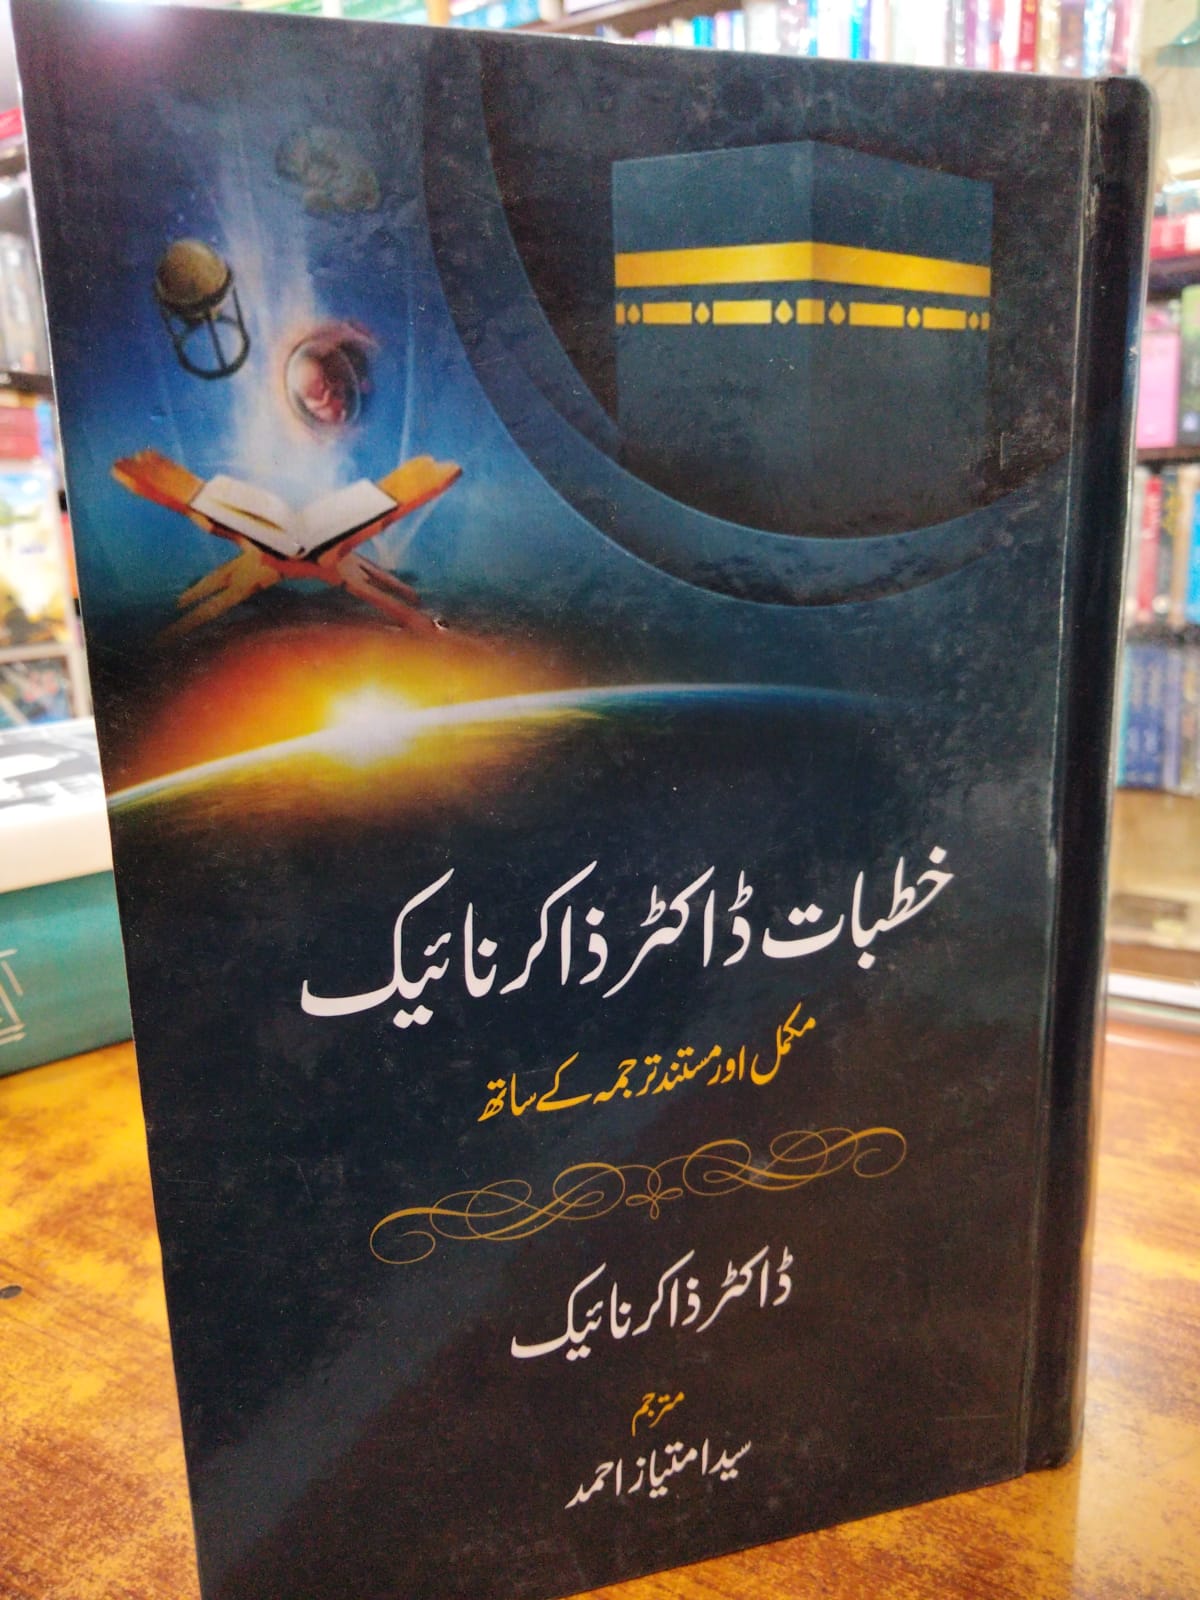 خطبات ڈاکٹر ذاکر نائیک
مکمل اور مستند ترجمہ کے ساتھ
ڈاکٹر ذاکر نائیک
مترجم
سید امتیاز احمد